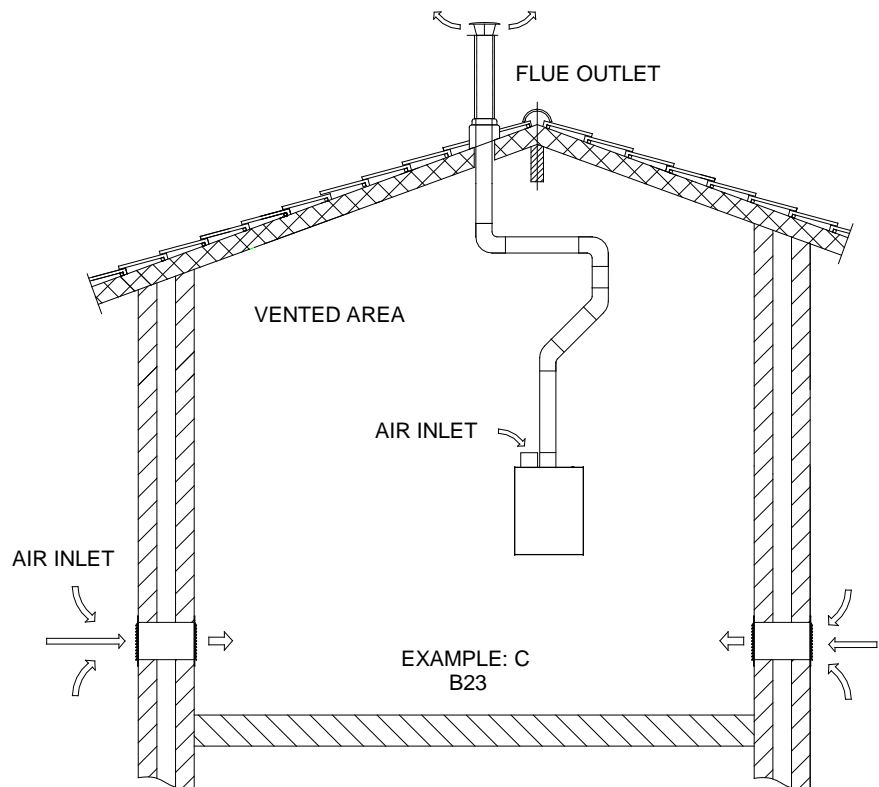 FLUE OUTLET
VENTED AREA
AIR INLET
AIR INLET
EXAMPLE: C
B23